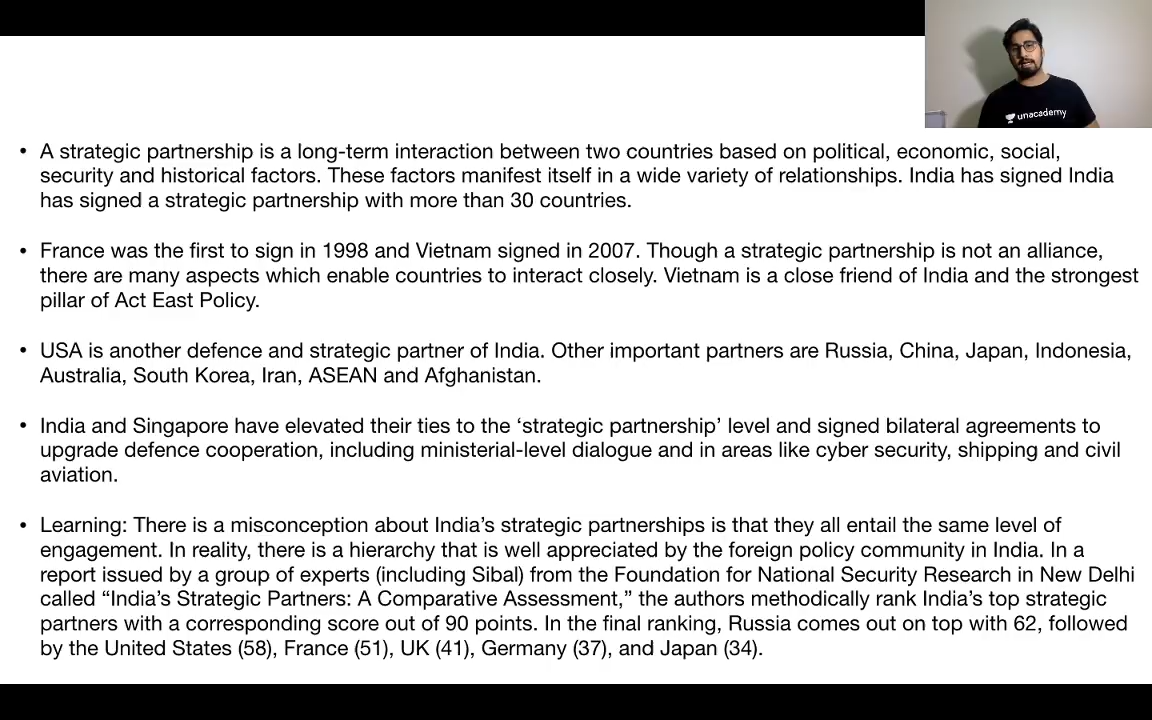 unacademy
• A strategic partnership is a long-term interaction between two countries based on political, economic, social,
security and historical factors. These factors manifest itself in a wide variety of relationships. India has signed India
has signed a strategic partnership with more than 30 countries.
• France was the first to sign in 1998 and Vietnam signed in 2007. Though a strategic partnership is not an alliance,
there are many aspects which enable countries to interact closely. Vietnam is a close friend of India and the strongest
pillar of Act East Policy.
• USA is another defence and strategic partner of India. Other important partners are Russia, China, Japan, Indonesia,
Australia, South Korea, Iran, ASEAN and Afghanistan.
• India and Singapore have elevated their ties to the ‘strategic partnership’ level and signed bilateral agreements to
upgrade defence cooperation, including ministerial-level dialogue and in areas like cyber security, shipping and civil
aviation.
• Learning: There is a misconception about India’s strategic partnerships is that they all entail the same level of
engagement. In reality, there is a hierarchy that is well appreciated by the foreign policy community in India. In a
report issued by a group of experts (including Sibal) from the Foundation for National Security Research in New Delhi
called “India’s Strategic Partners: A Comparative Assessment,” the authors methodically rank India’s top strategic
partners with a corresponding score out of 90 points. In the final ranking, Russia comes out on top with 62, followed
by the United States (58), France (51), UK (41), Germany (37), and Japan (34).